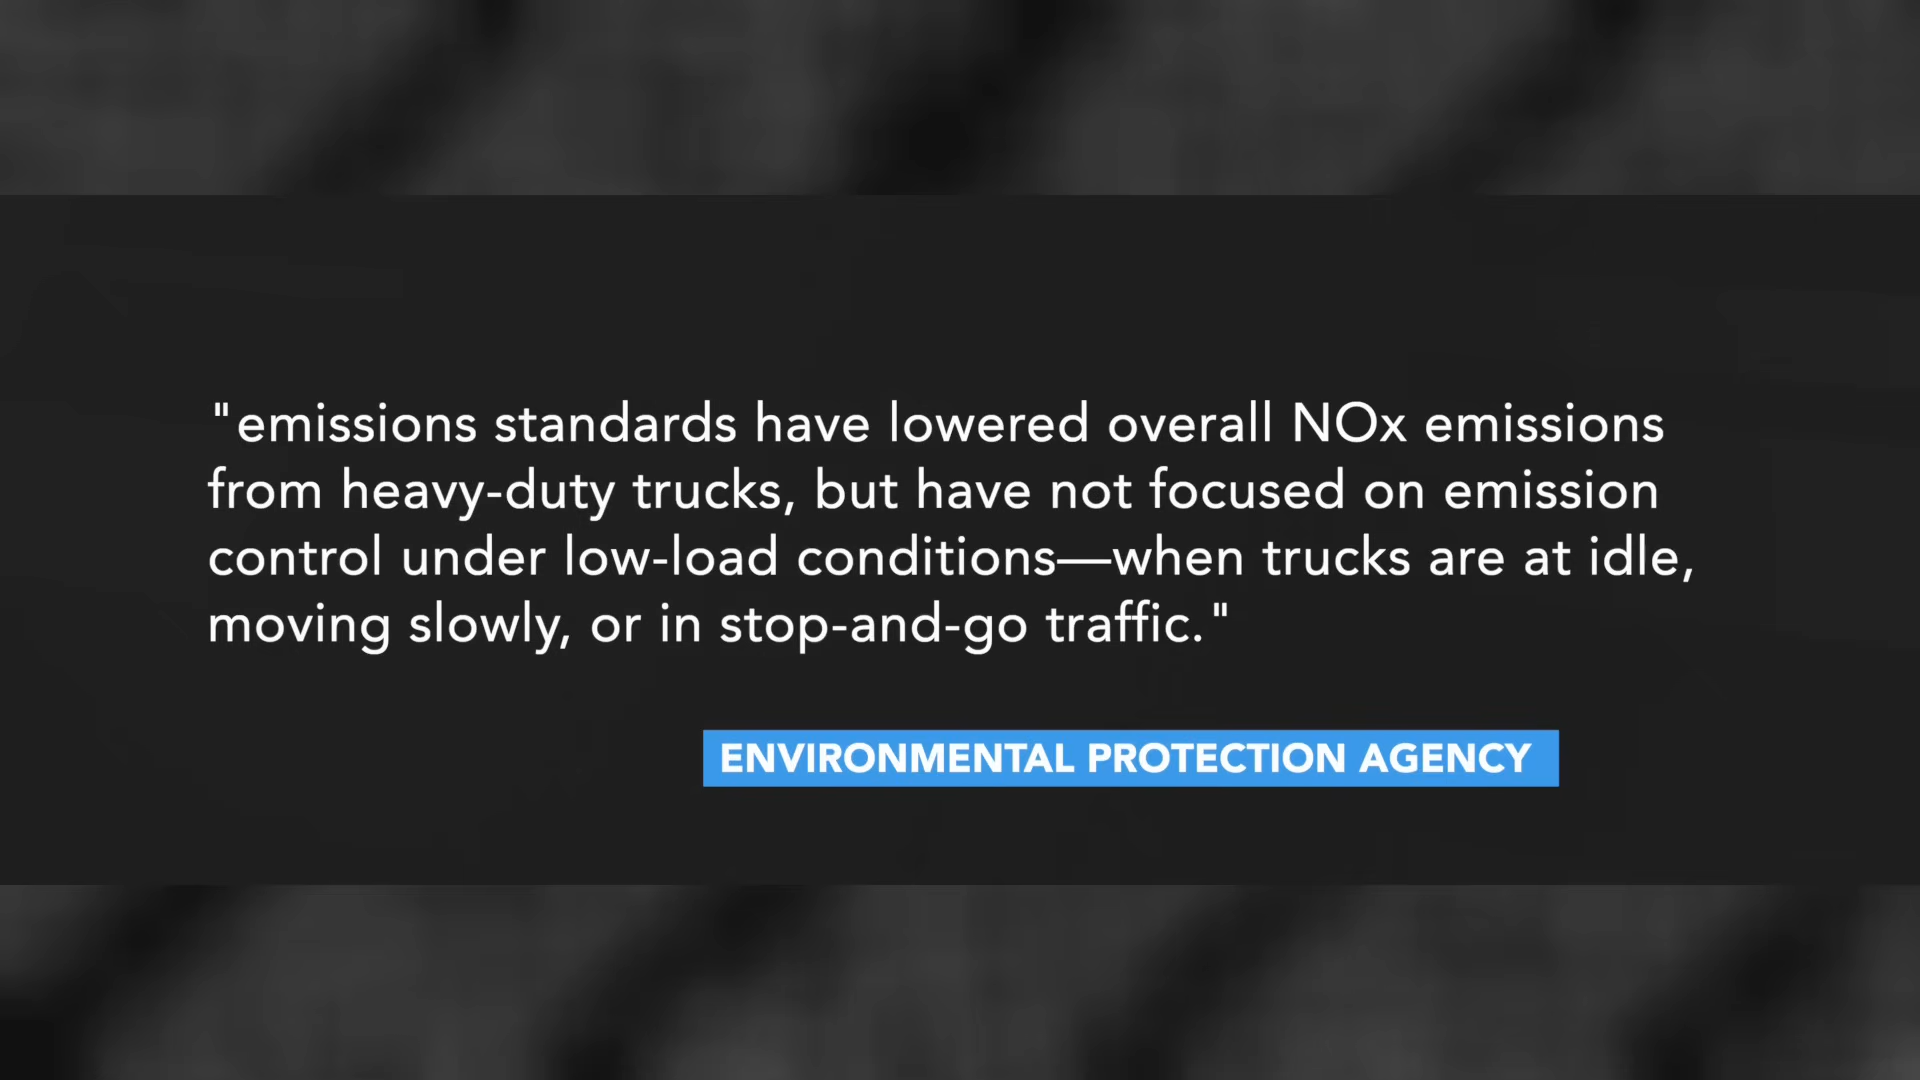 "emissions standards have lowered overall NOx emissions
from heavy-duty trucks, but have not focused on emission
control under low-load conditions—when trucks are at idle,
moving slowly, or in stop-and-go traffic."
ENVIRONMENTAL PROTECTION AGENCY